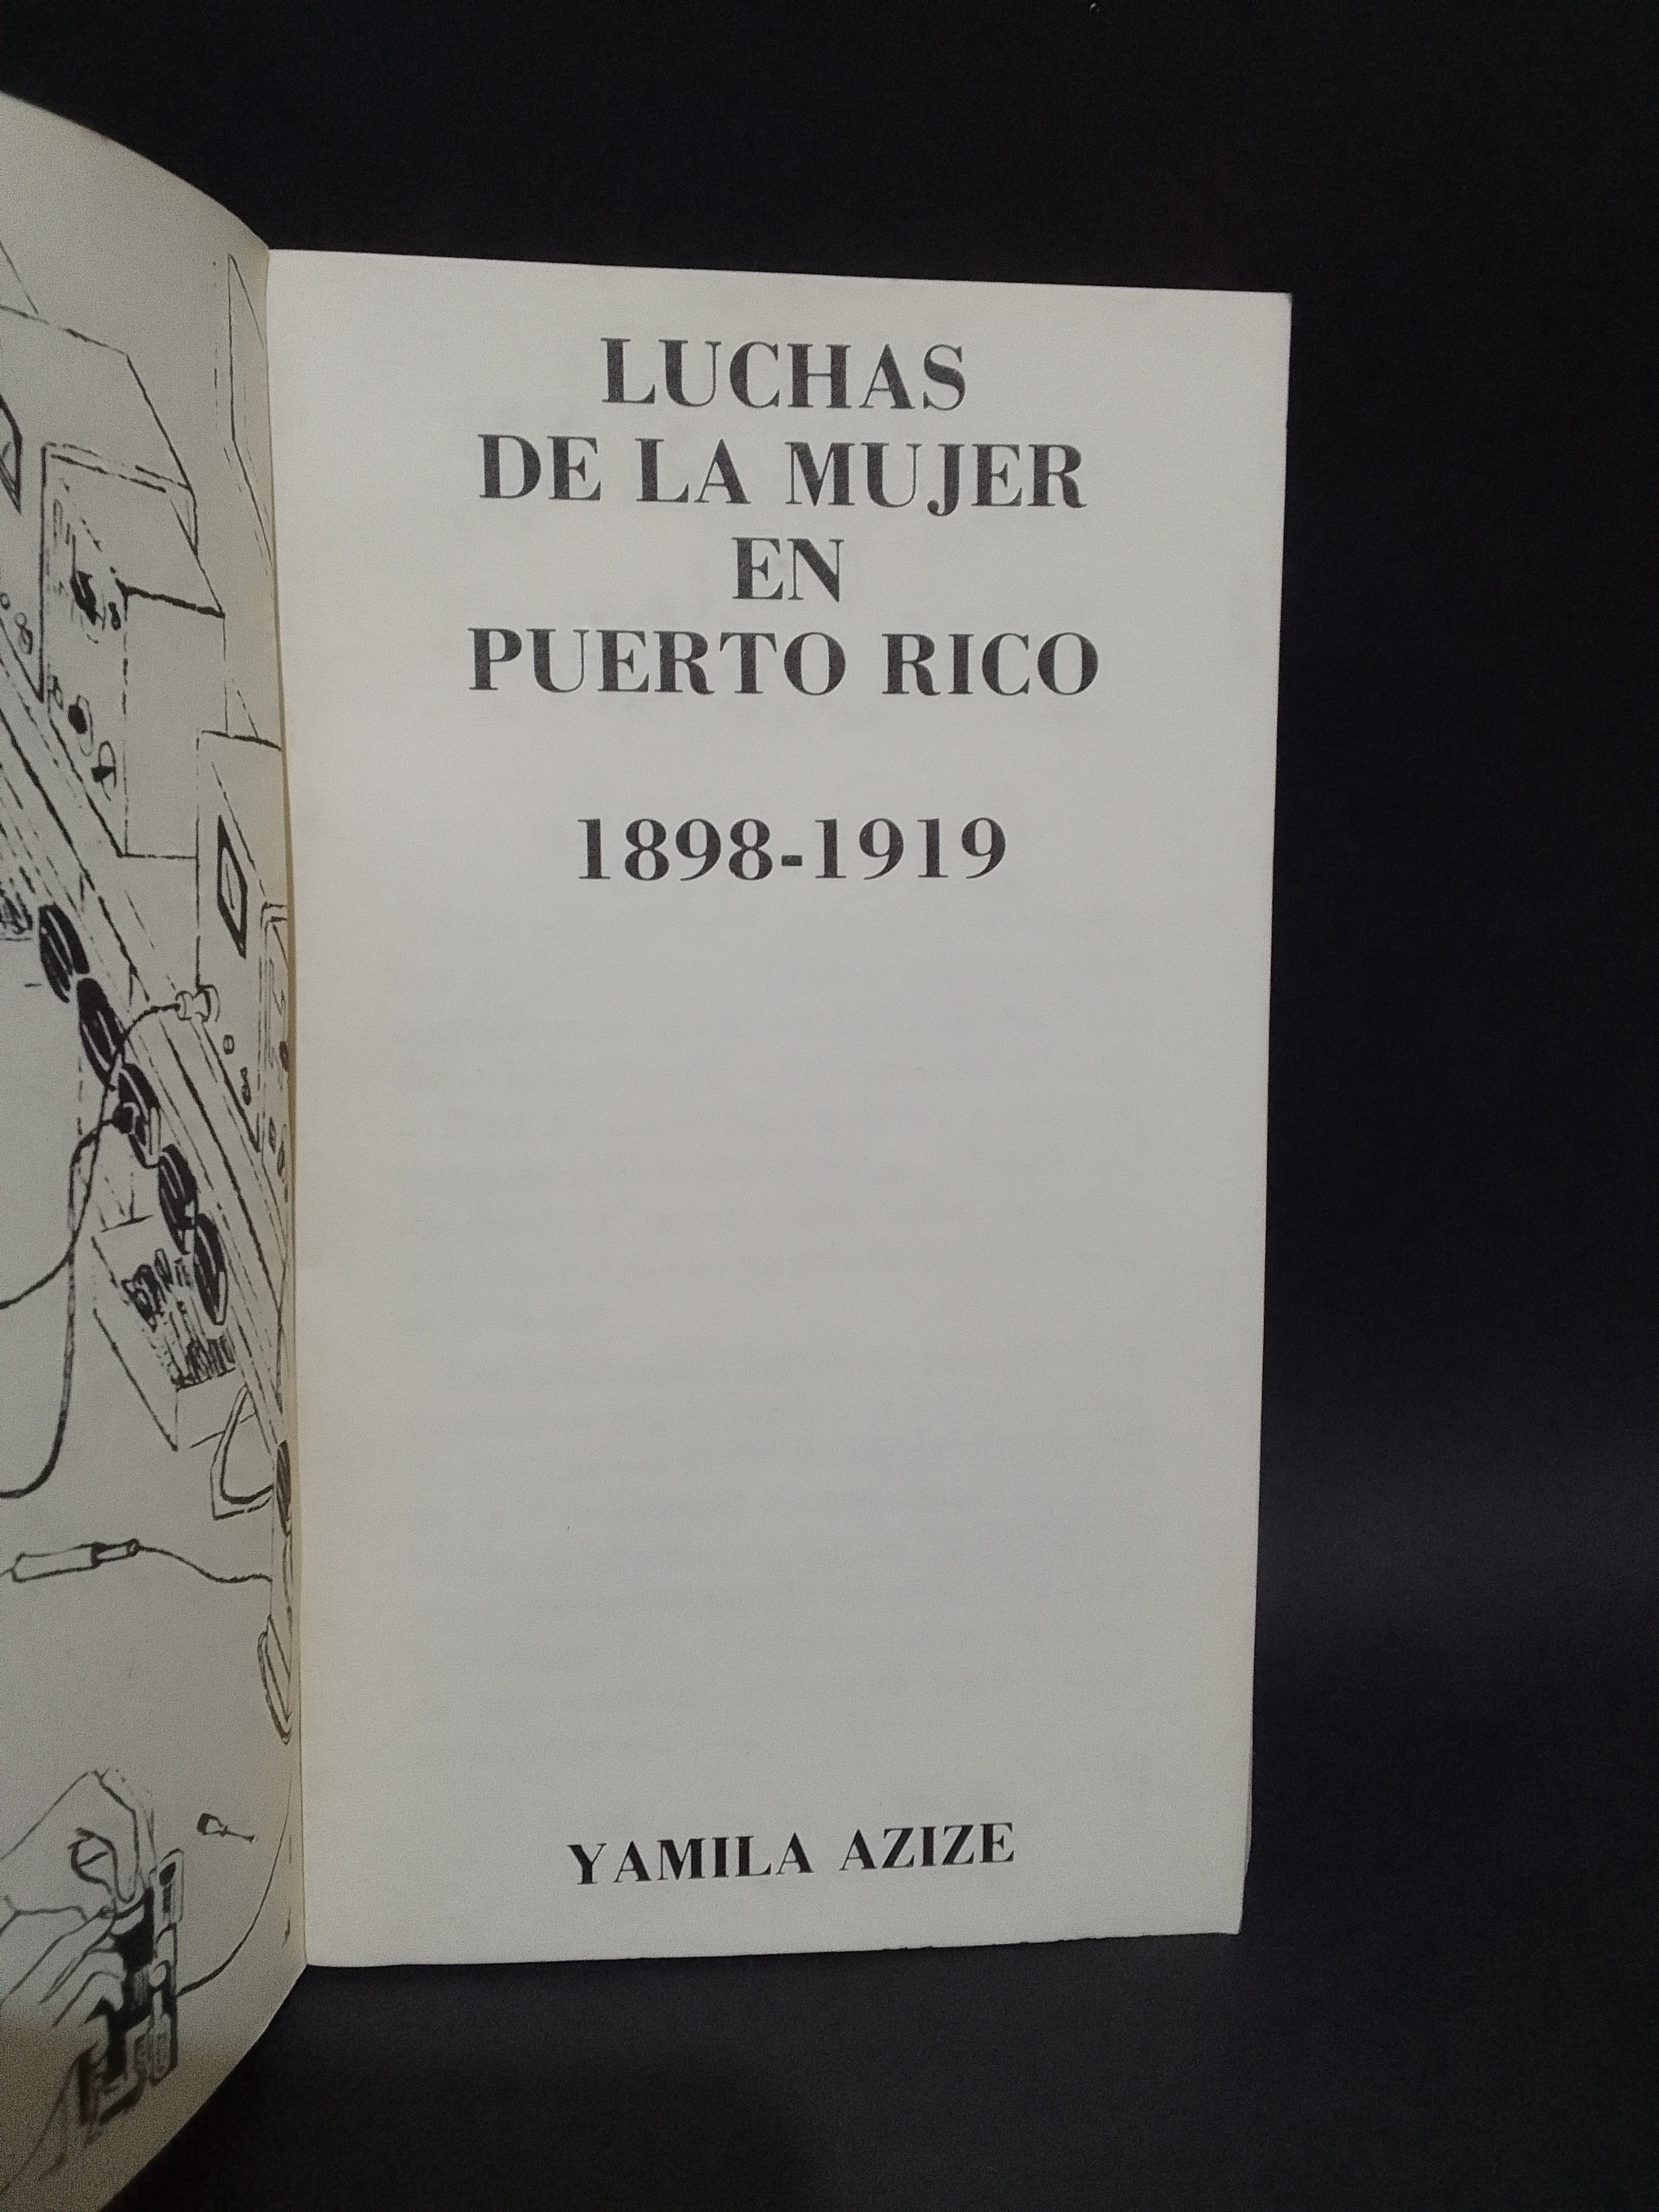 LUCHAS
DE LA MUJER
EN
PUERTO RICO
1898-1919
YAMILA AZIZE